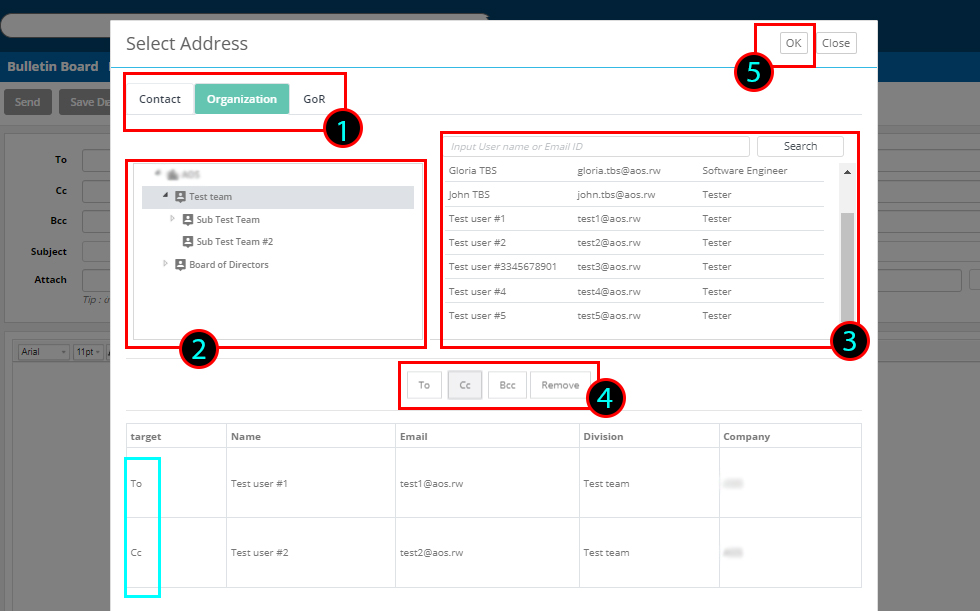 Select Address
OK
Close
5
Bulletin Board
Send
Save De
Contact
Organization
GoR
1
To
Cc
Bcc
Subject
Attach
Tip :
Test team
Sub Test Team
Sub Test Team #2
Board of Directors
2
Input User name or Email ID
Search
Gloria TBS gloria.tbs@aos.rw Software Engineer
John TBS john.tbs@aos.rw Tester
Test user #1 test1@aos.rw Tester
Test user #2 test2@aos.rw Tester
Test user #3345678901 test3@aos.rw Tester
Test user #4 test4@aos.rw Tester
Test user #5 test5@aos.rw Tester
3
Arial
11pt
To
Cc
Bcc
Remove
4
target Name Email Division Company
To Test user #1 test1@aos.rw Test team
Cc Test user #2 test2@aos.rw Test team